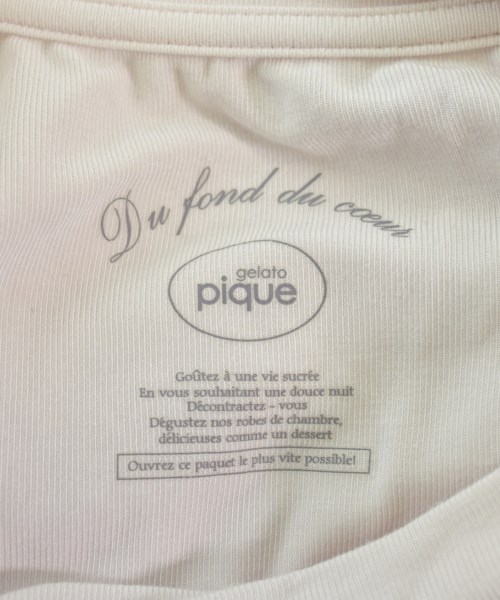 Du fond du cœur
gelato
pique
Goûtez à une vie sucrée
En vous souhaitant une douce nuit
Décontractez – vous
Dégustez nos robes de chambre,
délicieuses comme un dessert
Ouvrez ce paquet le plus vite possible!